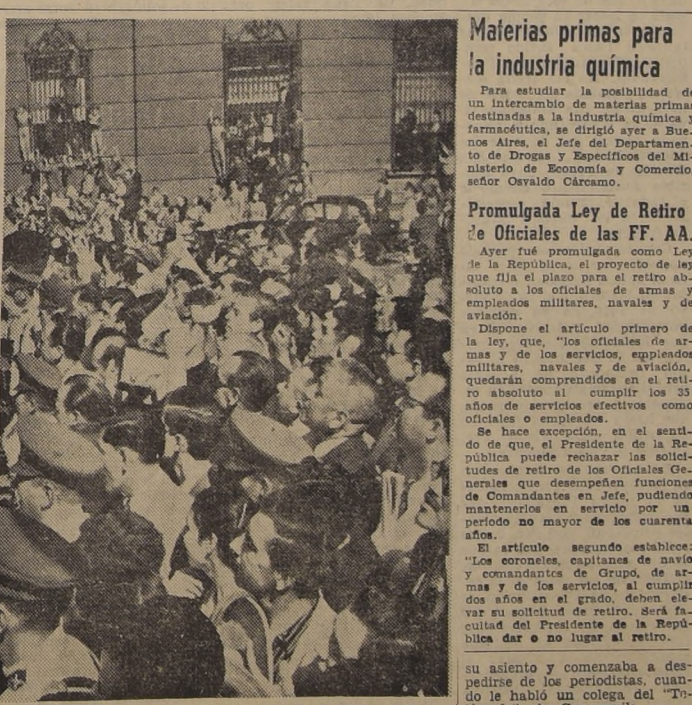 Materias primas para
la industria química
Para estudiar la posibilidad de
un intercambio de materias primas
destinadas a la industria química y
farmacéutica, se dirigió ayer a Bue-
nos Aires, el Jefe del Departamen-
to de Drogas y Específicos del Mi-
nisterio de Economía y Comercio,
señor Osvaldo Cárcamo.
Promulgada Ley de Retiro
de Oficiales de las FF. AA.
Ayer fué promulgada como Ley
de la República, el proyecto de ley
que fija el plazo para el retiro ab-
soluto a los oficiales de armas y
empleados militares, navales y de
aviación.
Dispone el artículo primero de
la ley, que, "los oficiales de ar-
mas y de los servicios, empleados
militares, navales y de aviación,
quedarán comprendidos en el reti-
ro absoluto al cumplir los 35
años de servicios efectivos como
oficiales o empleados.
Se hace excepción, en el senti-
do de que, el Presidente de la Re-
pública puede rechazar las solici-
tudes de retiro de los Oficiales Ge-
nerales que desempeñen funciones
de Comandantes en Jefe, pudiendo
mantenerlos en servicio por un
período no mayor de los cuarenta
años.
El artículo segundo establece:
"Los coroneles, capitanes de navío
y comandantes de Grupo, de ar-
mas y de los servicios, al cumplir
dos años en el grado, deben ele-
var su solicitud de retiro. Será fa-
cultad del Presidente de la Repú-
blica dar o no lugar al retiro.
su asiento y comenzaba a des-
pedirse de los periodistas, cuan-
do le habló un colega del "Te-